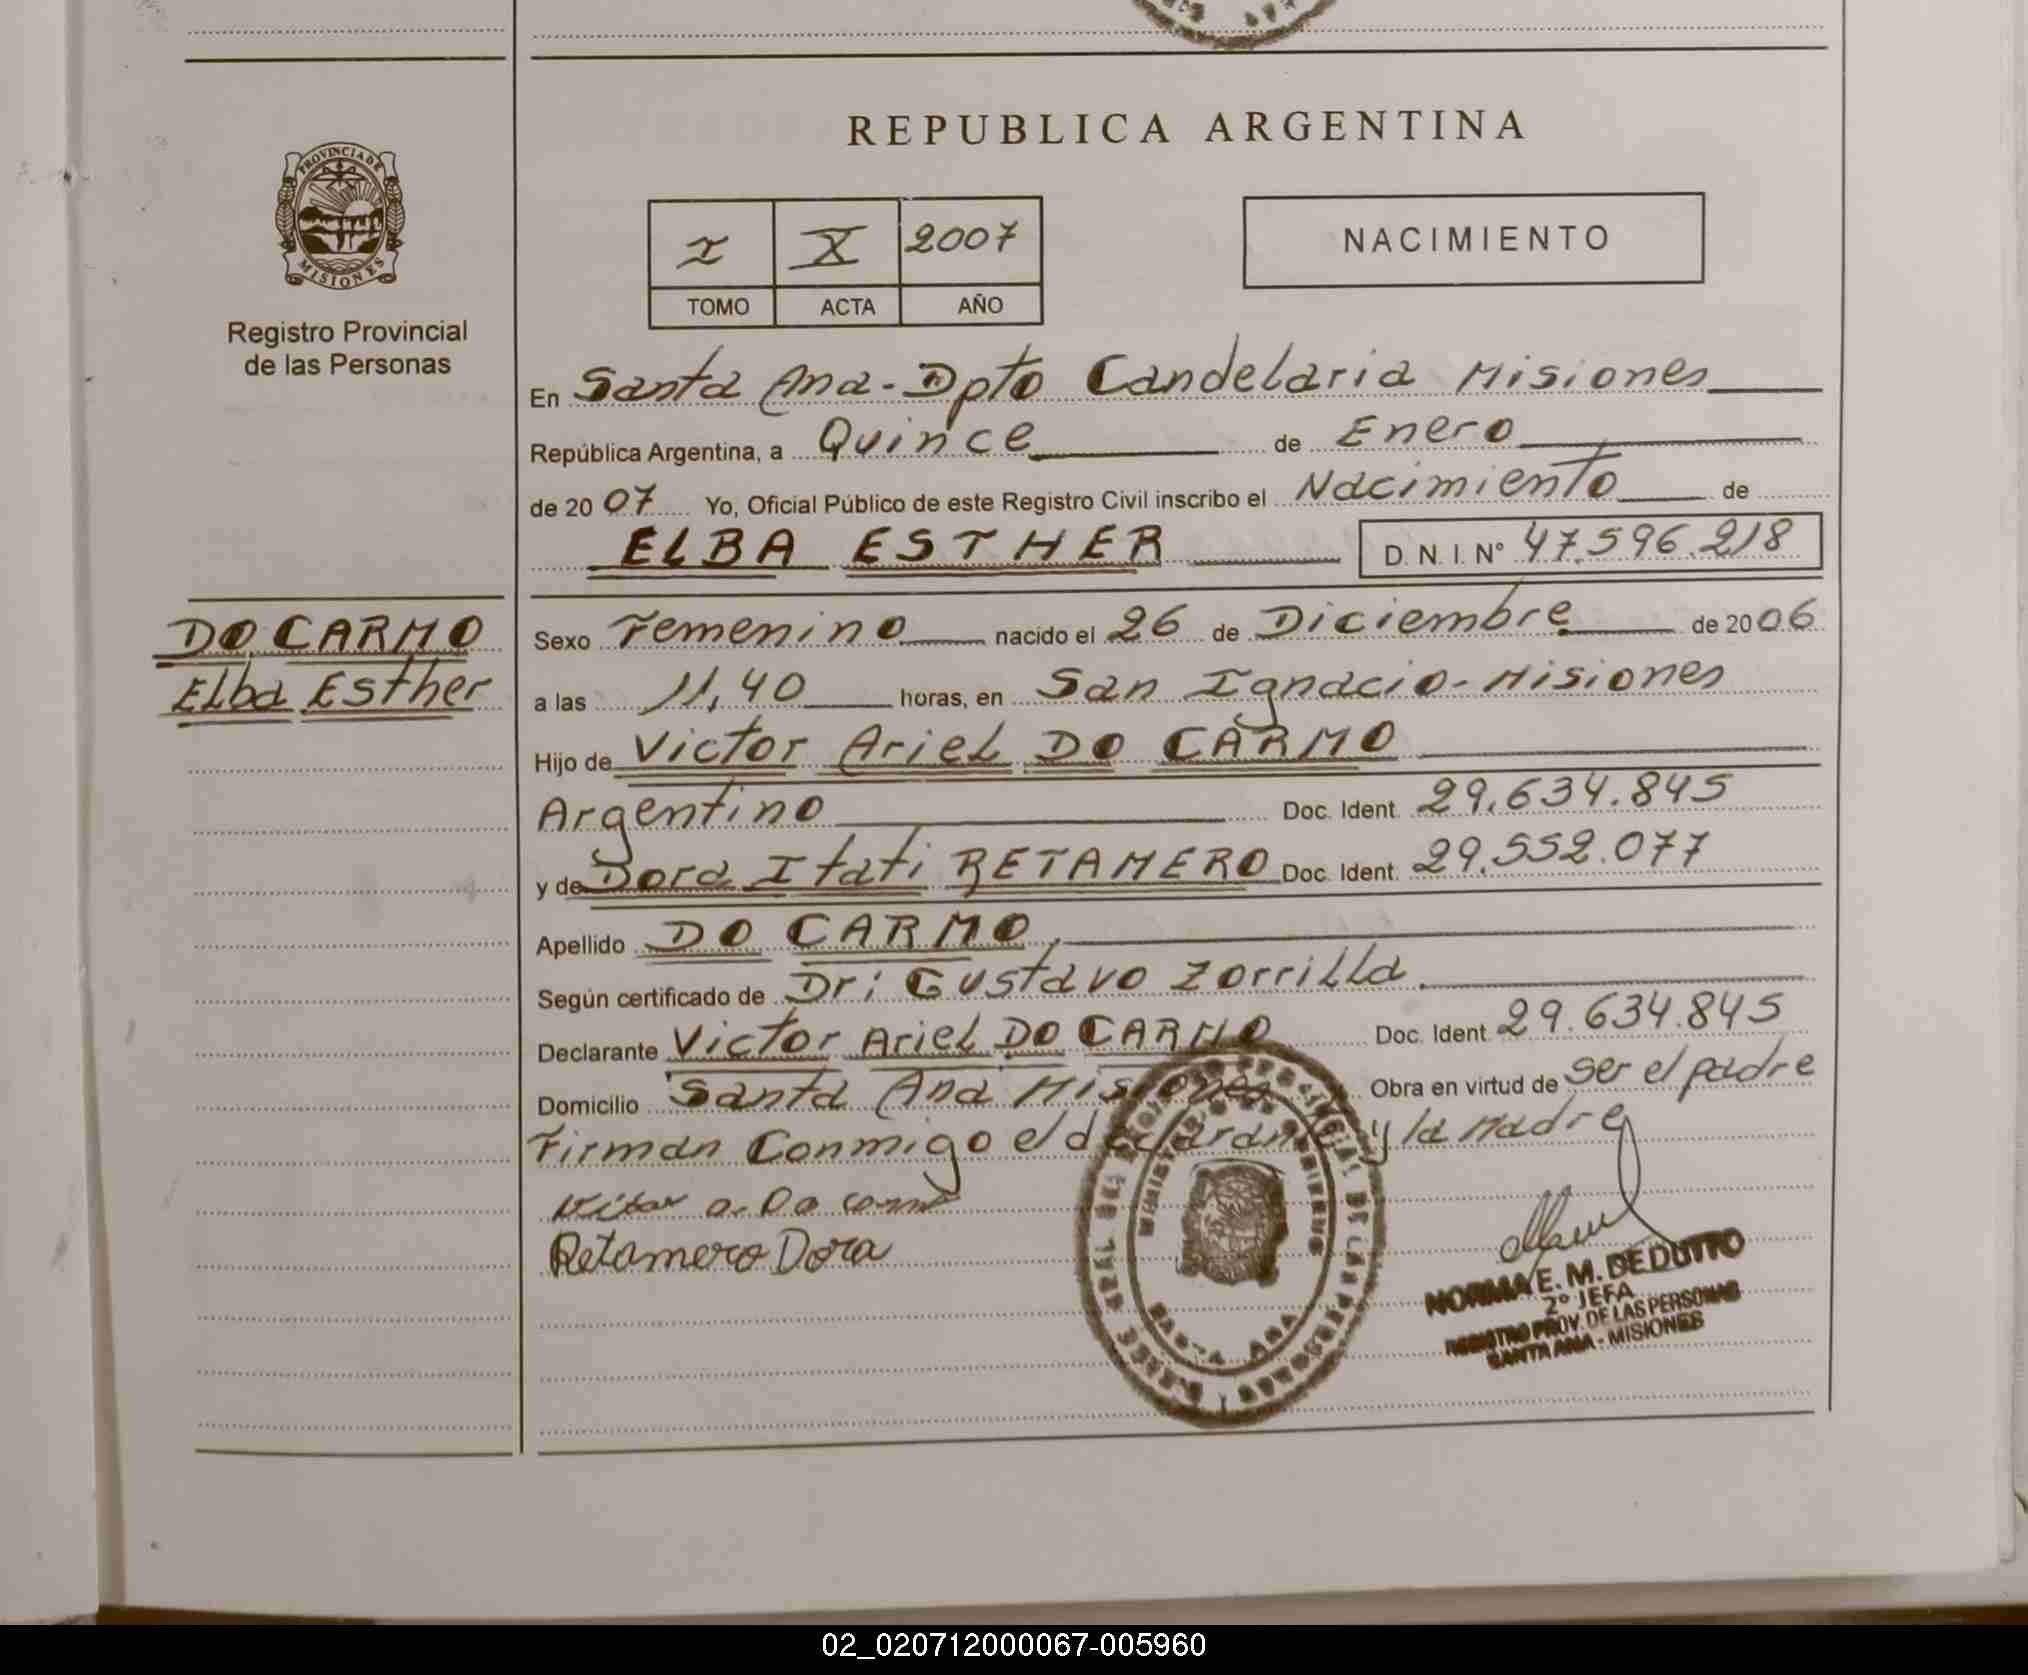 REPUBLICA ARGENTINA
PROVINCIA DE
MISIONES
Registro Provincial
de las Personas
I X 2007
TOMO ACTA AÑO
NACIMIENTO
En Santa Ana - Dpto Candelaria Misiones
República Argentina, a Quince de Enero
de 20 07 Yo, Oficial Público de este Registro Civil inscribo el Nacimiento de
ELBA ESTHER D. N. I. Nº 47.596.218
DO CARMO
Elba Esther
Sexo Femenino nacido el 26 de Diciembre de 20 06
a las 11,40 horas, en San Ignacio - Misiones
Hijo de Victor Ariel DO CARMO
Argentino Doc. Ident. 29.634.845
y de Dora Itati RETAMERO Doc. Ident. 29.552.077
Apellido DO CARMO
Según certificado de Dr: Gustavo Zorrilla
Declarante Victor Ariel DO CARMO Doc. Ident. 29.634.845
Domicilio Santa Ana Misiones Obra en virtud de ser el padre
Firman Conmigo el declarante y la madre
Retamero Dora
SANTA ANA
NORMA E. M. DE DUTTO
2º JEFA
REGISTRO PROV. DE LAS PERSONAS
SANTA ANA - MISIONES
02_020712000067-005960